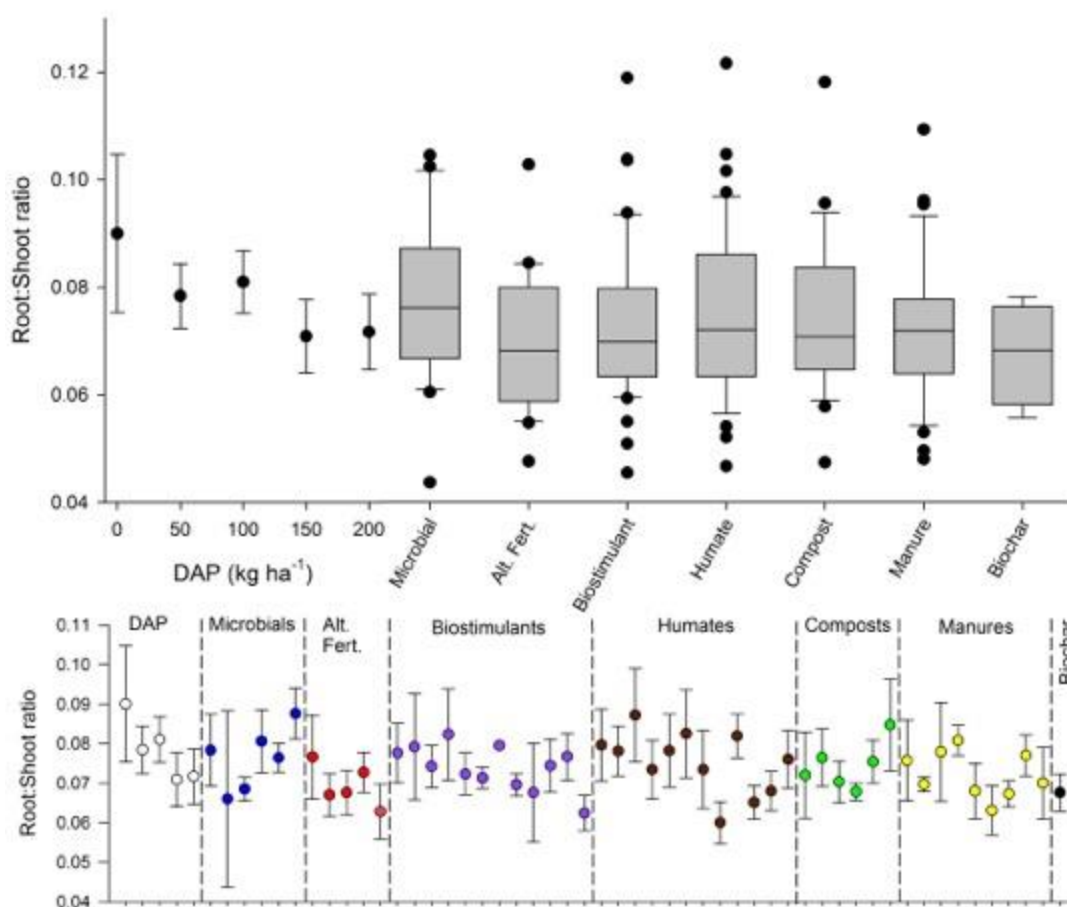 0.12
0.10
0.08
0.06
0.04
Root:Shoot ratio
0 50 100 150 200
DAP (kg ha⁻¹)
Microbial
Alt. Fert.
Biostimulant
Humate
Compost
Manure
Biochar
0.11
0.10
0.09
0.08
0.07
0.06
0.05
0.04
Root:Shoot ratio
DAP
Microbials
Alt.
Fert.
Biostimulants
Humates
Composts
Manures
Biochar